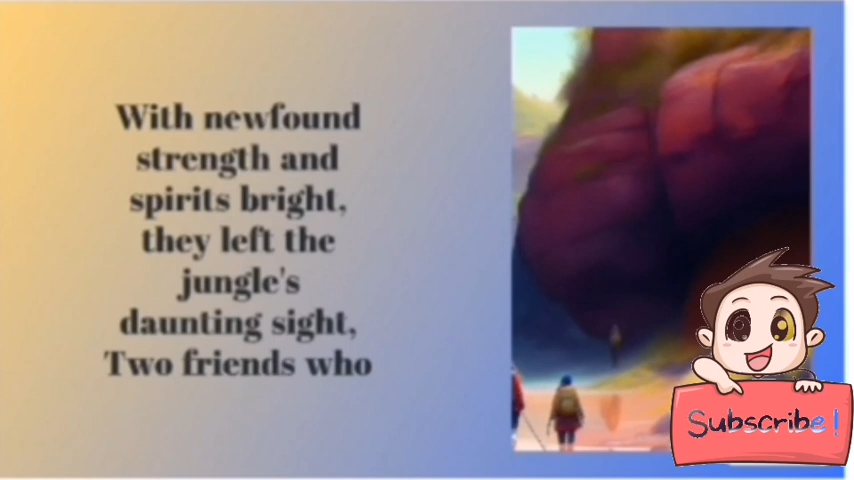 With newfound
strength and
spirits bright,
they left the
jungle's
daunting sight,
Two friends who
Subscribe!